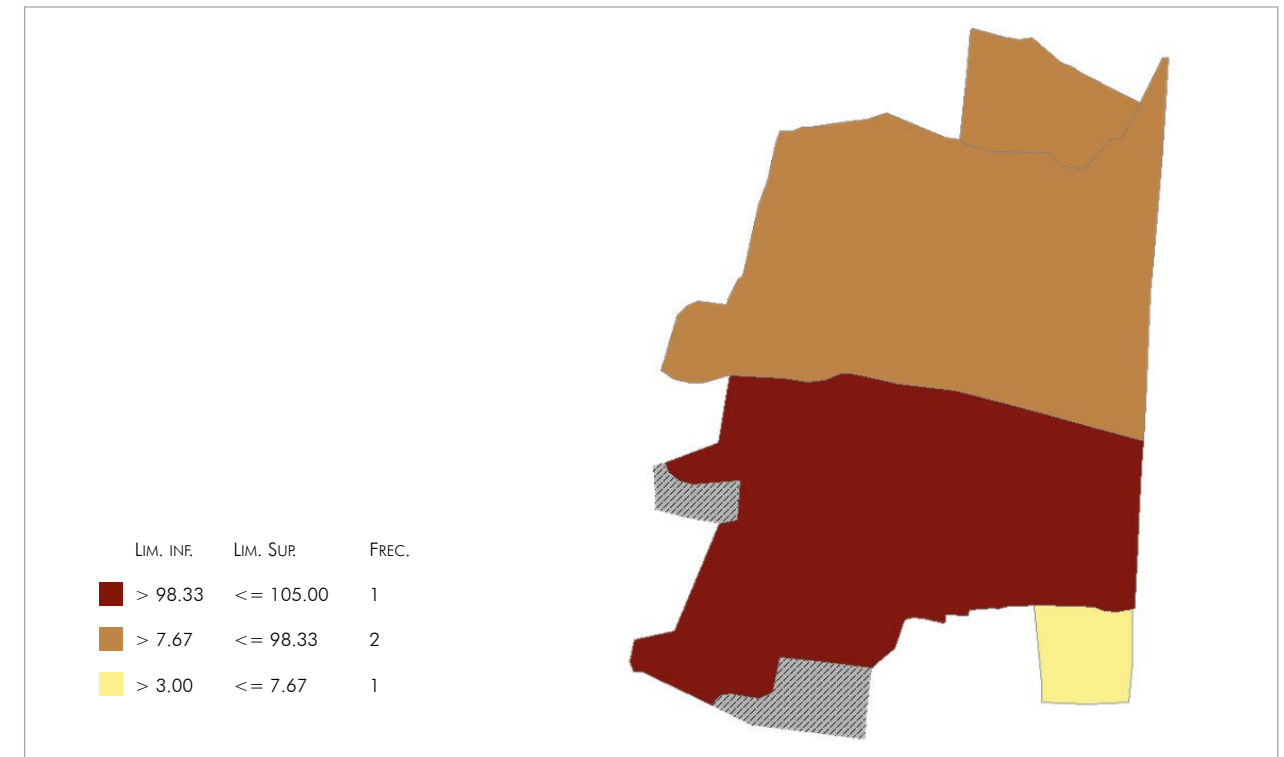 Lim. inf. Lim. Sup. Frec.
> 98.33 <= 105.00 1
> 7.67 <= 98.33 2
> 3.00 <= 7.67 1